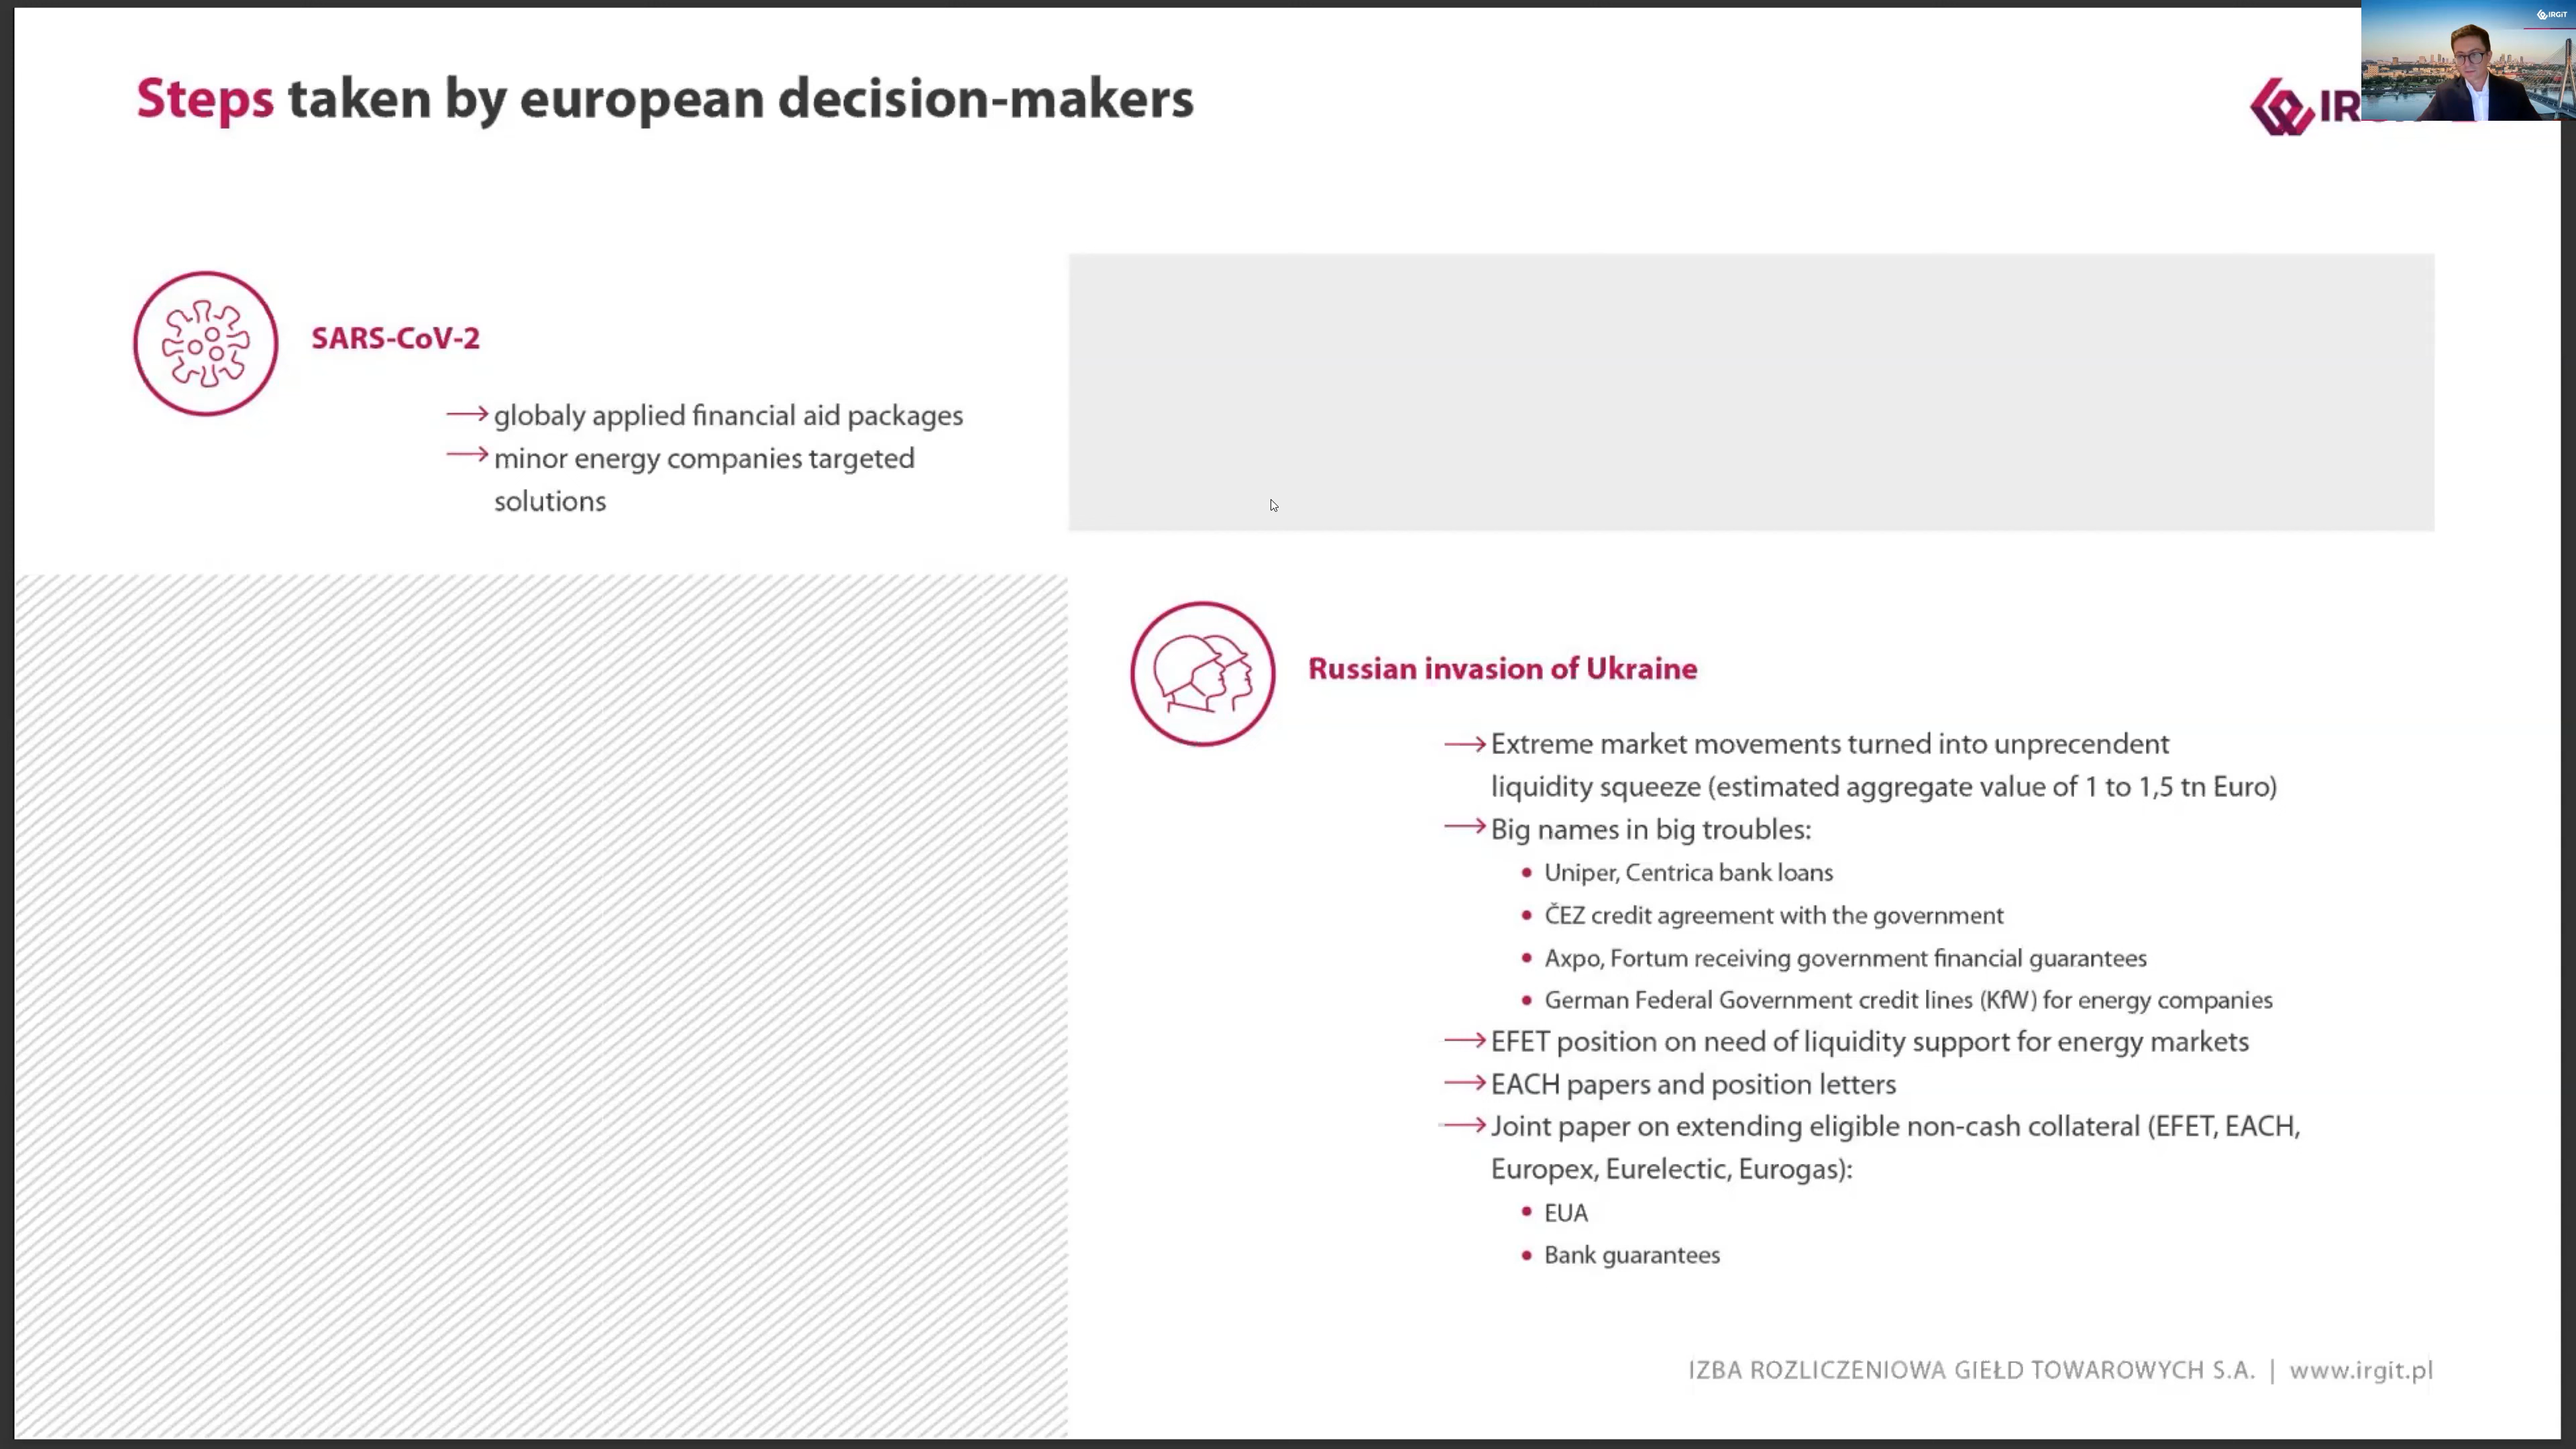 Steps taken by european decision-makers
IRGiT
SARS-CoV-2
globaly applied financial aid packages
minor energy companies targeted
solutions
Russian invasion of Ukraine
Extreme market movements turned into unprecendent
liquidity squeeze (estimated aggregate value of 1 to 1,5 tn Euro)
Big names in big troubles:
Uniper, Centrica bank loans
ČEZ credit agreement with the government
Axpo, Fortum receiving government financial guarantees
German Federal Government credit lines (KfW) for energy companies
EFET position on need of liquidity support for energy markets
EACH papers and position letters
Joint paper on extending eligible non-cash collateral (EFET, EACH,
Europex, Eurelectic, Eurogas):
EUA
Bank guarantees
IZBA ROZLICZENIOWA GIEŁD TOWAROWYCH S.A. | www.irgit.pl